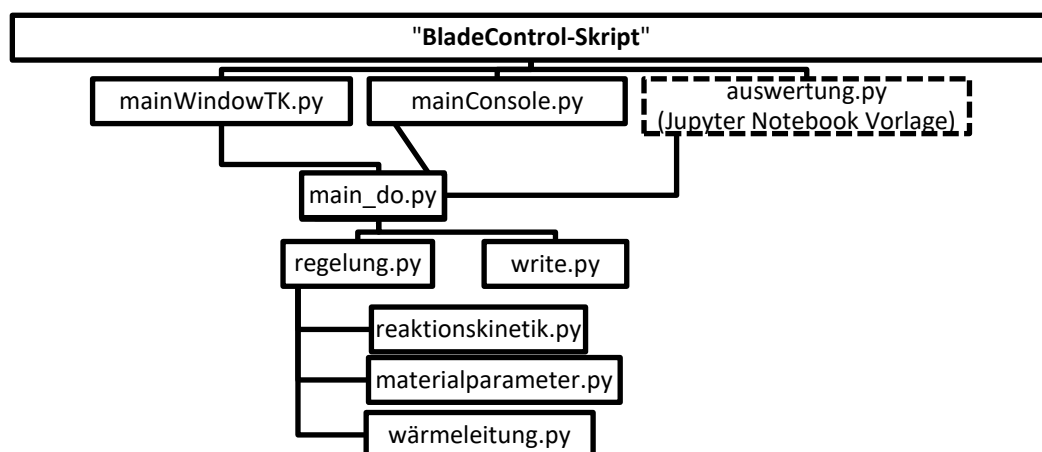 "BladeControl-Skript"
mainWindowTK.py
mainConsole.py
auswertung.py
(Jupyter Notebook Vorlage)
main_do.py
regelung.py
write.py
reaktionskinetik.py
materialparameter.py
wärmeleitung.py